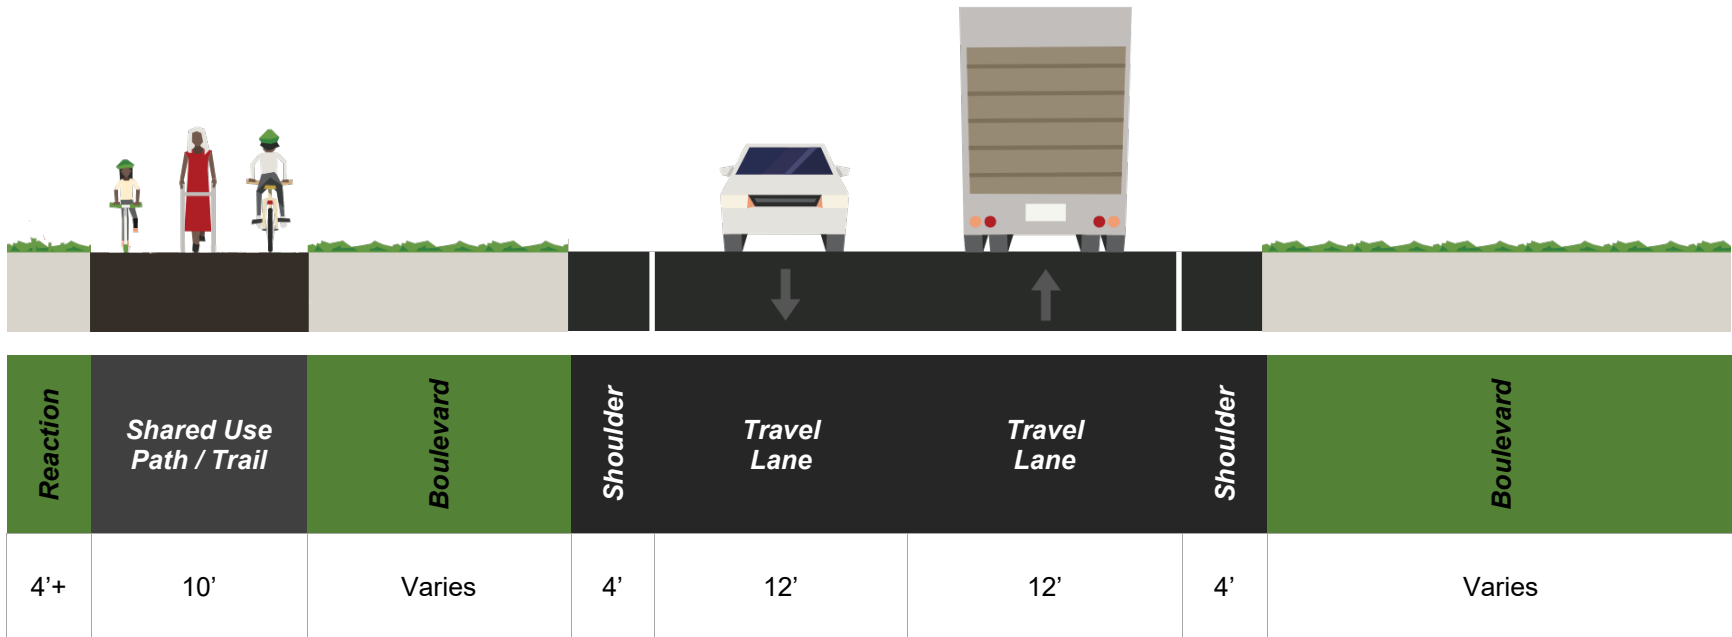 Reaction
Shared Use
Path / Trail
Boulevard
Shoulder
Travel
Lane
Travel
Lane
Shoulder
Boulevard
4’+
10’
Varies
4’
12’
12’
4’
Varies